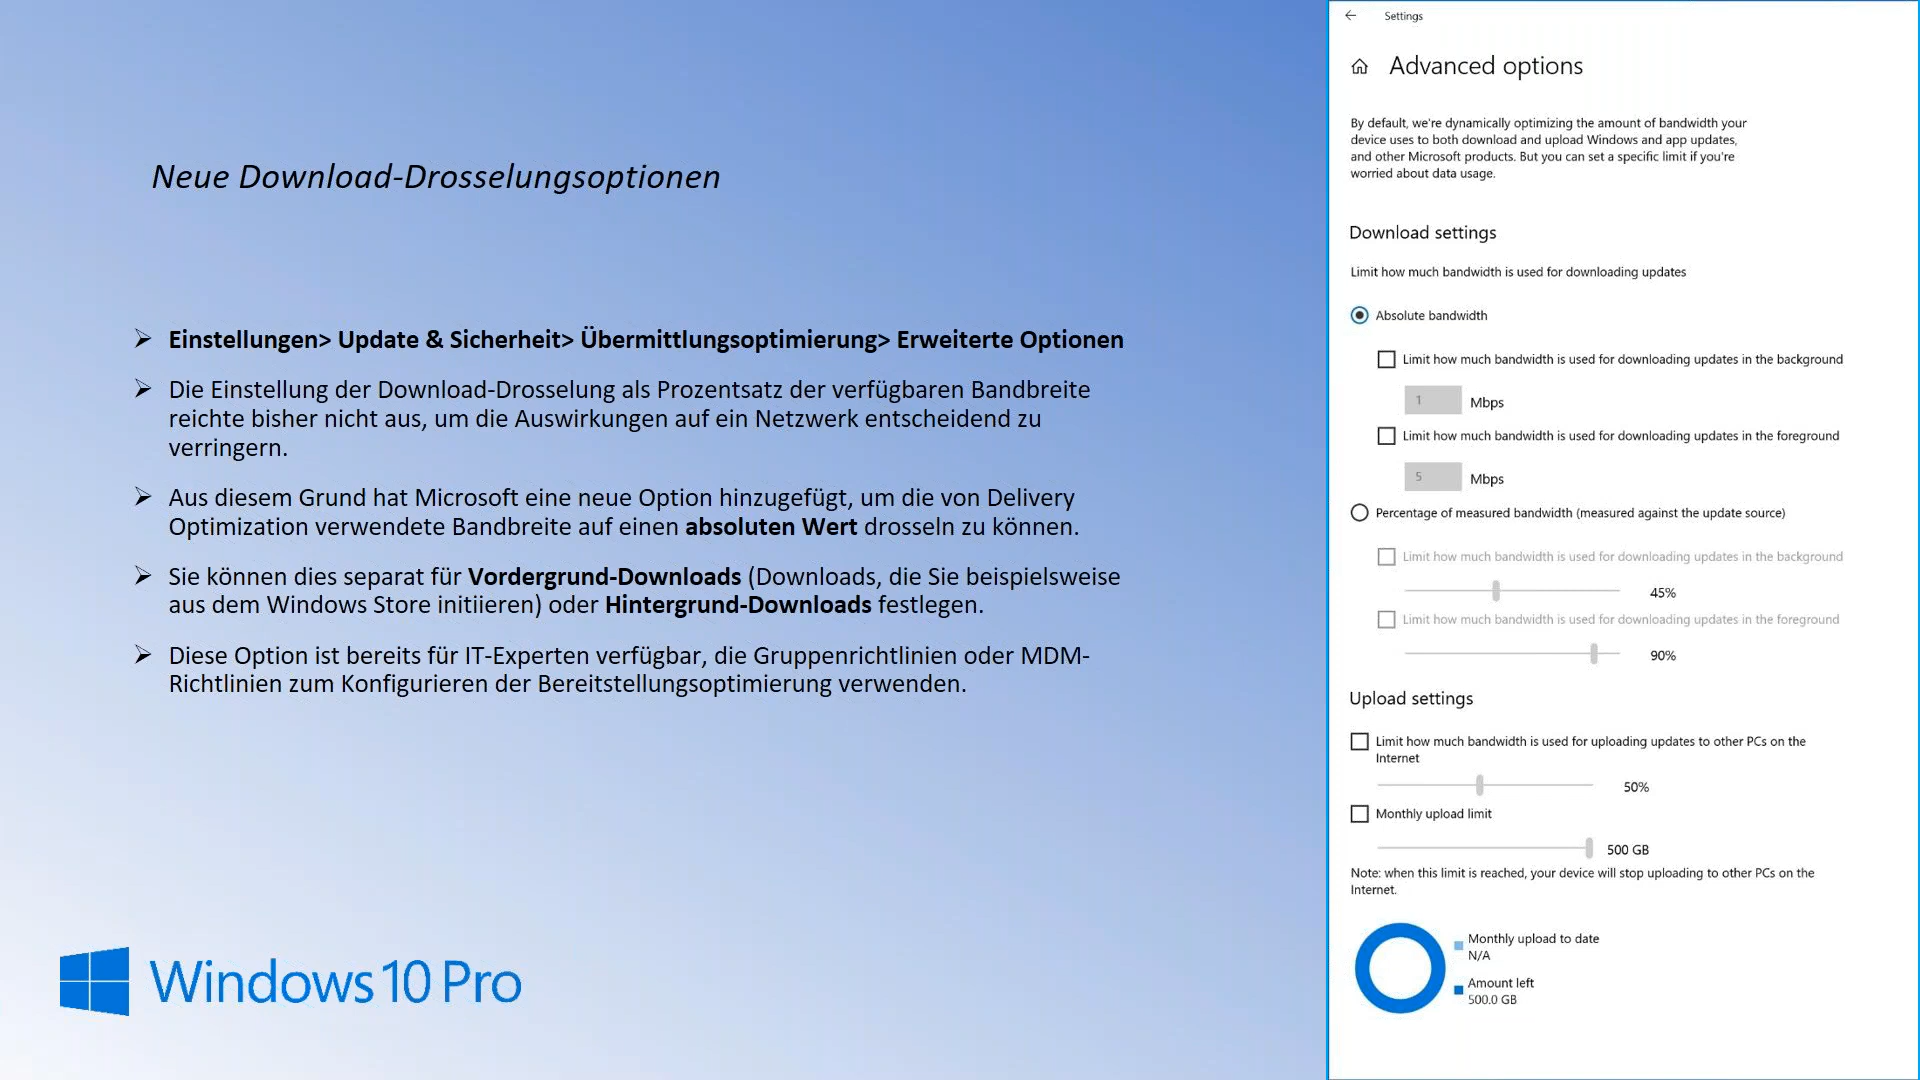 Neue Download-Drosselungsoptionen
Einstellungen> Update & Sicherheit> Übermittlungsoptimierung> Erweiterte Optionen
Die Einstellung der Download-Drosselung als Prozentsatz der verfügbaren Bandbreite
reichte bisher nicht aus, um die Auswirkungen auf ein Netzwerk entscheidend zu
verringern.
Aus diesem Grund hat Microsoft eine neue Option hinzugefügt, um die von Delivery
Optimization verwendete Bandbreite auf einen absoluten Wert drosseln zu können.
Sie können dies separat für Vordergrund-Downloads (Downloads, die Sie beispielsweise
aus dem Windows Store initiieren) oder Hintergrund-Downloads festlegen.
Diese Option ist bereits für IT-Experten verfügbar, die Gruppenrichtlinien oder MDM-
Richtlinien zum Konfigurieren der Bereitstellungsoptimierung verwenden.
Windows 10 Pro
Settings
Advanced options
By default, we're dynamically optimizing the amount of bandwidth your
device uses to both download and upload Windows and app updates,
and other Microsoft products. But you can set a specific limit if you're
worried about data usage.
Download settings
Limit how much bandwidth is used for downloading updates
Absolute bandwidth
Limit how much bandwidth is used for downloading updates in the background
1 Mbps
Limit how much bandwidth is used for downloading updates in the foreground
5 Mbps
Percentage of measured bandwidth (measured against the update source)
Limit how much bandwidth is used for downloading updates in the background
45%
Limit how much bandwidth is used for downloading updates in the foreground
90%
Upload settings
Limit how much bandwidth is used for uploading updates to other PCs on the
Internet
50%
Monthly upload limit
500 GB
Note: when this limit is reached, your device will stop uploading to other PCs on the
Internet.
Monthly upload to date
N/A
Amount left
500.0 GB